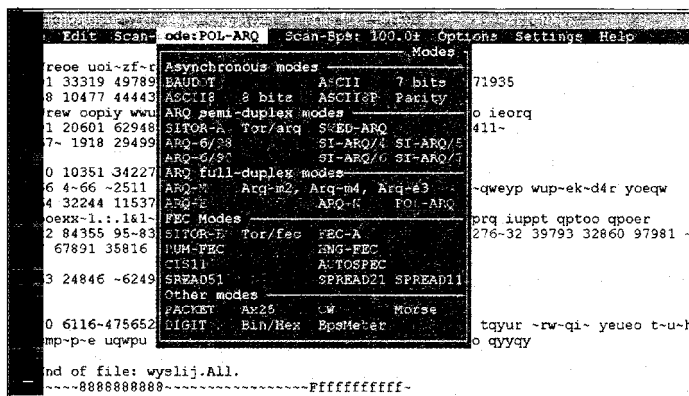 Edit Scan- ode:POL-ARQ Scan-Bps: 100.0± Options Settings Help
Modes
reoe uoi~zf~r Asynchronous modes
1 33319 49789 BAUDOT ASCII 7 bits 71935
8 10477 44443 ASCII8 8 bits ASCII8P Parity
rew oopiy wwu ARQ semi-duplex modes o ieorq
1 20601 62948 SITOR-A Tor/arq SWED-ARQ 411~
7~ 1918 29499 ARQ-6/98 SI-ARQ/4 SI-ARQ/5
ARQ-6/90 SI-ARQ/6 SI-ARQ/7
0 10351 34227 ARQ full-duplex modes
6 4~66 ~2511 ARQ-M Arq-m2, Arq-m4, Arq-e3 ~qweyp wup~ek~d4r yoeqw
4 32244 11537 ARQ-E ARQ-N POL-ARQ
oexx~1.:.1&1~ FEC Modes prq iuppt qptoo qpoer
2 84355 95~83 SITOR-B Tor/fec FEC-A 276~32 39793 32860 97981 ~
67891 35816 RUM-FEC HNG-FEC
CIS11 AUTOSPEC
3 24846 ~6249 SREAD51 SPREAD21 SPREAD11
Other modes
PACKET Ax25 CW Morse
0 6116~475652 DIGIT Bin/Hex BpsMeter tqyur ~rw~qi~ yeueo t~u~h
mp~p~e uqwpu o qyyqy
nd of file: wyslij.All.
~~~~8888888888~~~~~~~~~~~~~~~~~Ffffffffff~